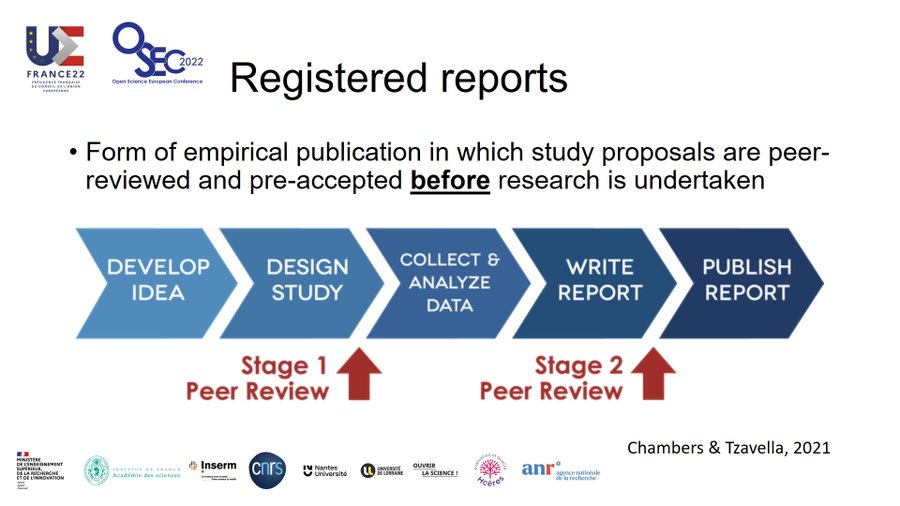 UE
FRANCE22
PRÉSIDENCE FRANÇAISE
DU CONSEIL DE L'UNION
EUROPÉENNE
OSEC 2022
Open Science European Conference
Registered reports
• Form of empirical publication in which study proposals are peer-
reviewed and pre-accepted before research is undertaken
DEVELOP
IDEA
DESIGN
STUDY
COLLECT &
ANALYZE
DATA
WRITE
REPORT
PUBLISH
REPORT
Stage 1
Peer Review
Stage 2
Peer Review
Chambers & Tzavella, 2021
MINISTÈRE
DE L'ENSEIGNEMENT
SUPÉRIEUR,
DE LA RECHERCHE
ET DE L'INNOVATION
INSTITUT DE FRANCE
Académie des sciences
Inserm
cnrs
Nantes
Université
UNIVERSITÉ
DE LORRAINE
OUVRIR
LA SCIENCE !
Hcéres
anr
agence nationale
de la recherche